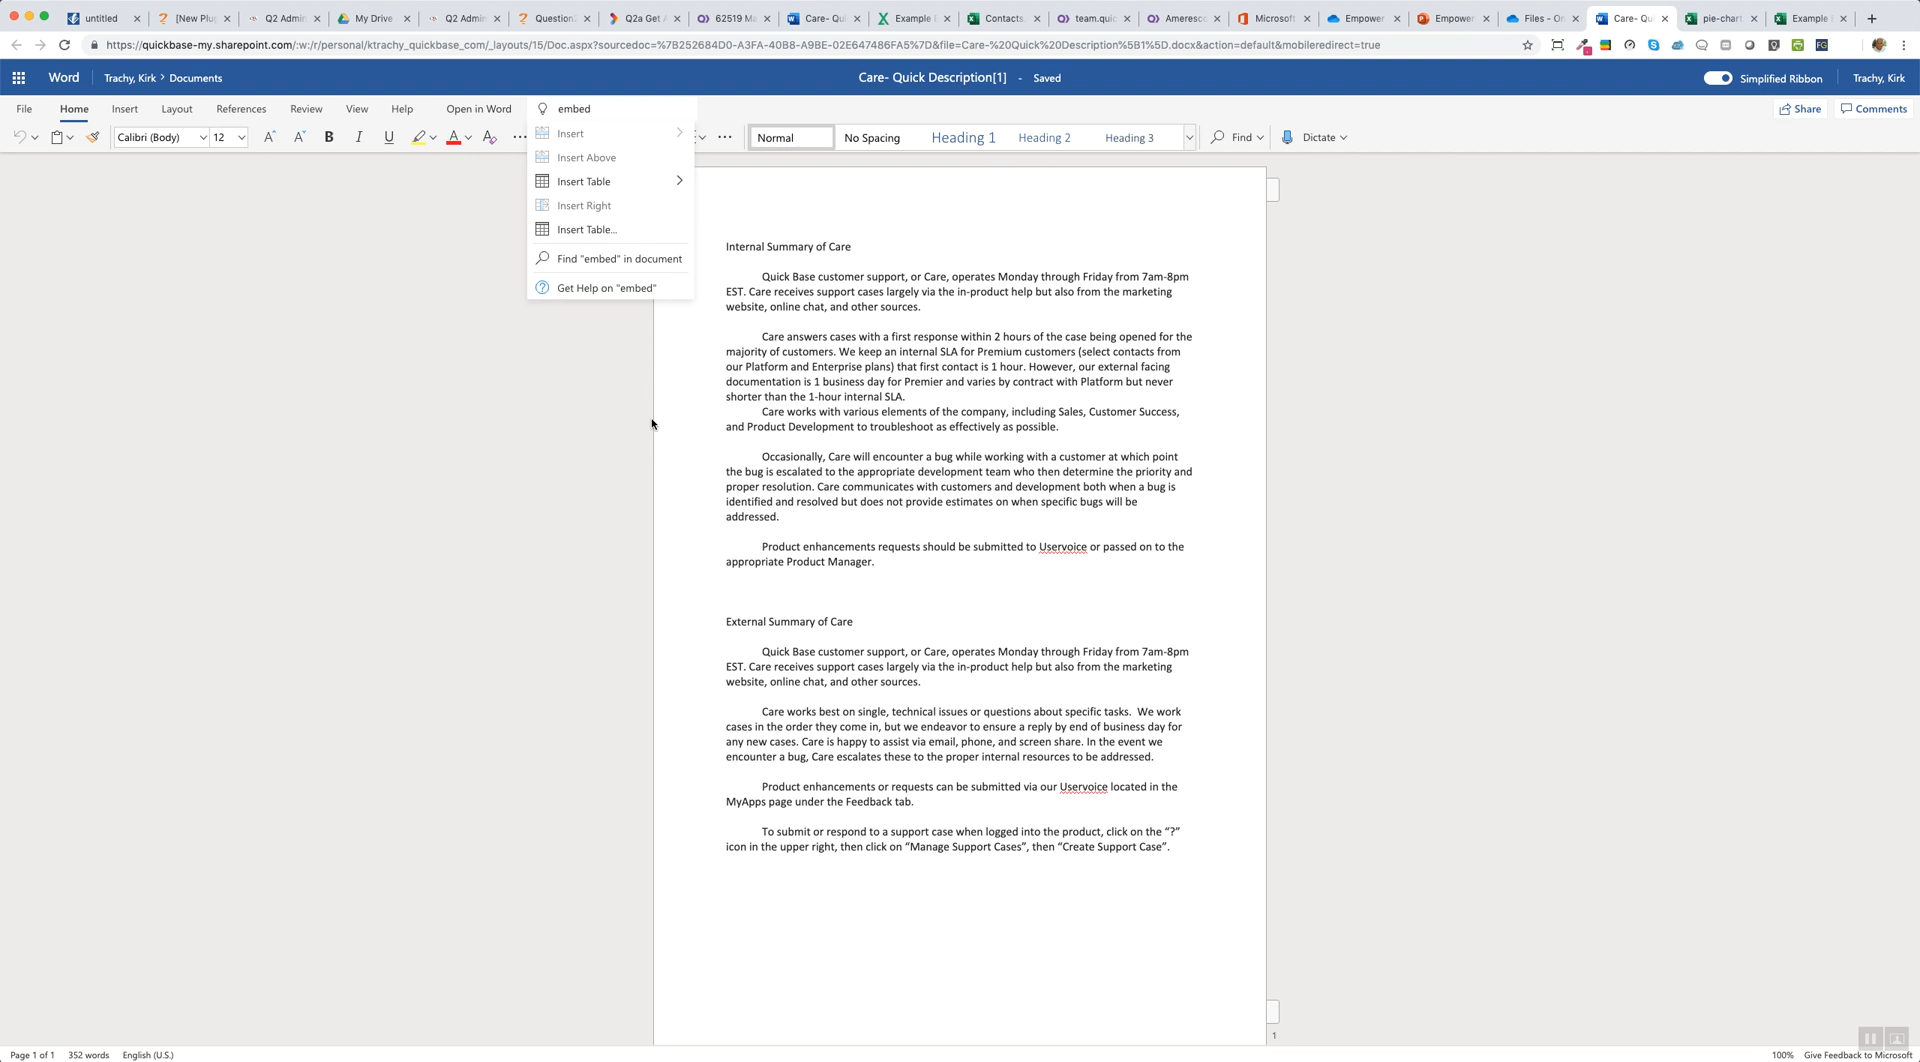 untitled
[New Plu
Q2 Admin
My Drive
Q2 Admin
Question
Q2a Get
62519 M
Care- Qu
Example
Contacts.
team.quic
Ameresc
Microsoft
Empower
Empower
Files - On
Care- Qu
pie-chart
Example
https://quickbase-my.sharepoint.com/:w:/r/personal/ktrachy_quickbase_com/_layouts/15/Doc.aspx?sourcedoc=%7B252684D0-A3FA-40B8-A9BE-02E647486FA5%7D&file=Care-%20Quick%20Description%5B1%5D.docx&action=default&mobileredirect=true
Word Trachy, Kirk > Documents Care- Quick Description[1] - Saved Simplified Ribbon Trachy, Kirk
File Home Insert Layout References Review View Help Open in Word embed Share Comments
Calibri (Body) 12 B I U A Normal No Spacing Heading 1 Heading 2 Heading 3 Find Dictate
Insert
Insert Above
Insert Table
Insert Right
Insert Table...
Find "embed" in document
Get Help on "embed"
Internal Summary of Care
Quick Base customer support, or Care, operates Monday through Friday from 7am-8pm
EST. Care receives support cases largely via the in-product help but also from the marketing
website, online chat, and other sources.
Care answers cases with a first response within 2 hours of the case being opened for the
majority of customers. We keep an internal SLA for Premium customers (select contacts from
our Platform and Enterprise plans) that first contact is 1 hour. However, our external facing
documentation is 1 business day for Premier and varies by contract with Platform but never
shorter than the 1-hour internal SLA.
Care works with various elements of the company, including Sales, Customer Success,
and Product Development to troubleshoot as effectively as possible.
Occasionally, Care will encounter a bug while working with a customer at which point
the bug is escalated to the appropriate development team who then determine the priority and
proper resolution. Care communicates with customers and development both when a bug is
identified and resolved but does not provide estimates on when specific bugs will be
addressed.
Product enhancements requests should be submitted to Uservoice or passed on to the
appropriate Product Manager.
External Summary of Care
Quick Base customer support, or Care, operates Monday through Friday from 7am-8pm
EST. Care receives support cases largely via the in-product help but also from the marketing
website, online chat, and other sources.
Care works best on single, technical issues or questions about specific tasks.  We work
cases in the order they come in, but we endeavor to ensure a reply by end of business day for
any new cases. Care is happy to assist via email, phone, and screen share. In the event we
encounter a bug, Care escalates these to the proper internal resources to be addressed.
Product enhancements or requests can be submitted via our Uservoice located in the
MyApps page under the Feedback tab.
To submit or respond to a support case when logged into the product, click on the “?”
icon in the upper right, then click on “Manage Support Cases”, then “Create Support Case”.
1
Page 1 of 1 352 words English (U.S.) 100% Give Feedback to Microsoft